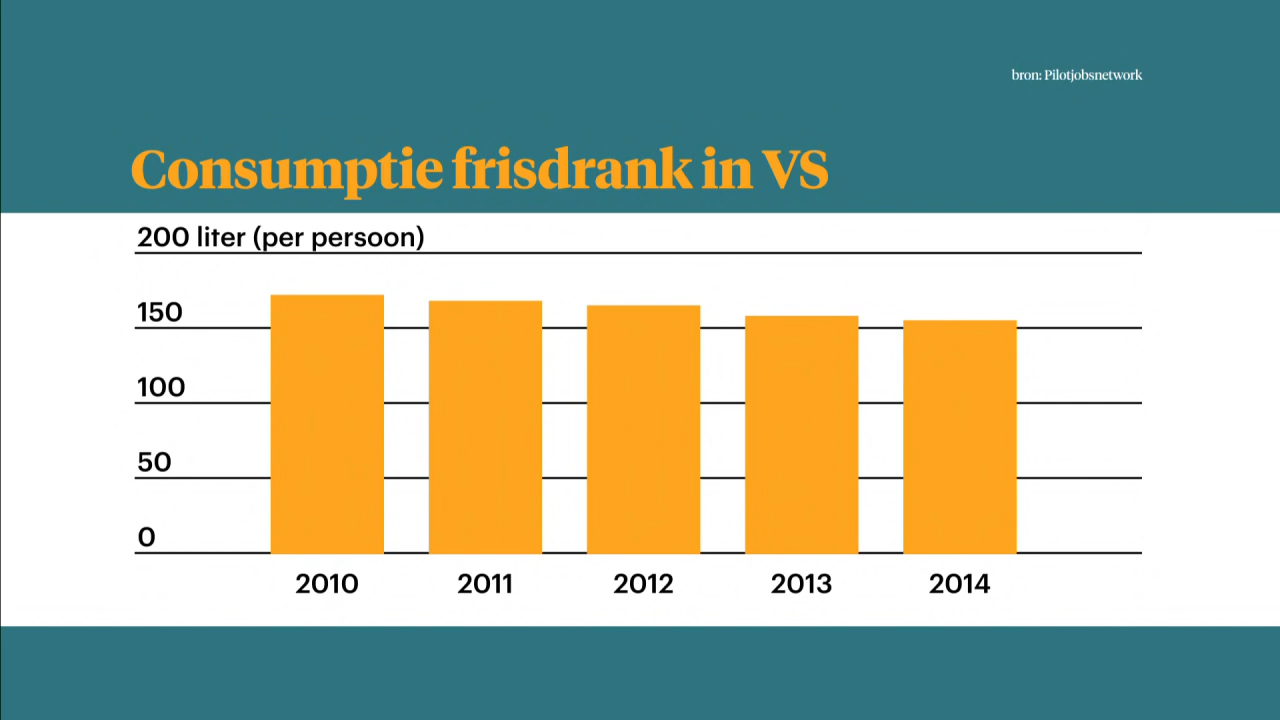 bron: Pilotjobsnetwork
Consumptie frisdrank in VS
200 liter (per persoon)
150
100
50
0
2010 2011 2012 2013 2014